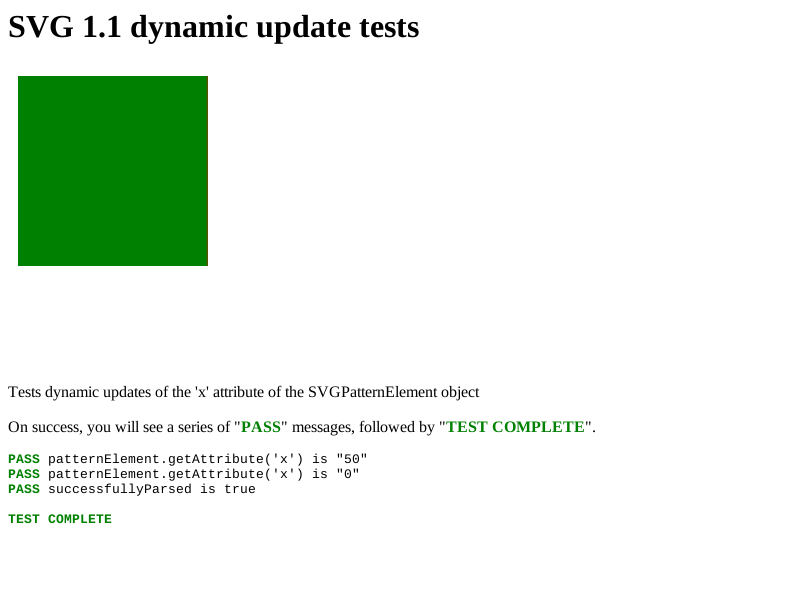 SVG 1.1 dynamic update tests
Tests dynamic updates of the 'x' attribute of the SVGPatternElement object
On success, you will see a series of "PASS" messages, followed by "TEST COMPLETE".
PASS patternElement.getAttribute('x') is "50"
PASS patternElement.getAttribute('x') is "0"
PASS successfullyParsed is true
TEST COMPLETE